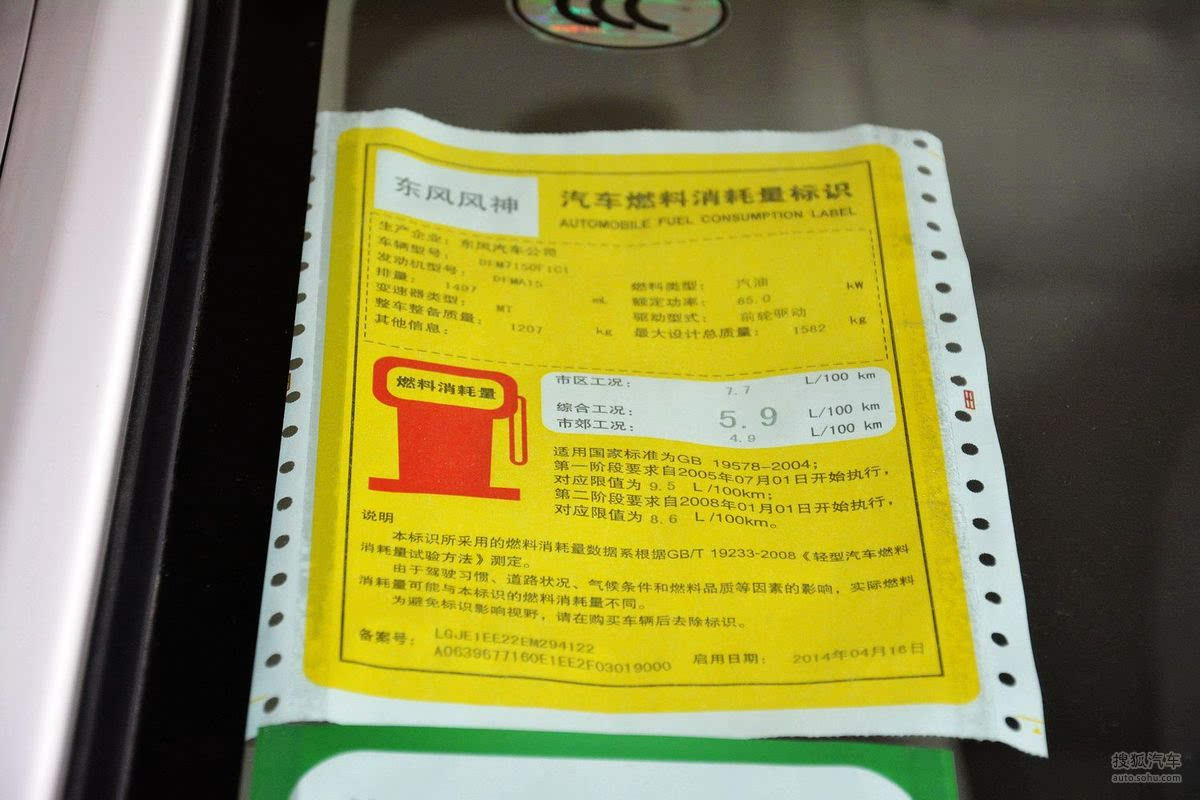 CCC
东风风神
汽车燃料消耗量标识
AUTOMOBILE FUEL CONSUMPTION LABEL
生产企业: 东风汽车公司
车辆型号: DFM7150F1C1
发动机型号: DFMA15 燃料类型: 汽油
排量: 1497 mL 额定功率: 85.0 kW
变速器类型: MT 驱动型式: 前轮驱动
整车整备质量: 1207 kg 最大设计总质量: 1582 kg
其他信息:
燃料消耗量
市区工况: 7.7 L/100 km
综合工况: 5.9 L/100 km
市郊工况: 4.9 L/100 km
适用国家标准为GB 19578-2004;
第一阶段要求自2005年07月01日开始执行,
对应限值为 9.5 L/100km;
第二阶段要求自2008年01月01日开始执行,
对应限值为 8.6 L/100km。
说明
本标识所采用的燃料消耗量数据系根据GB/T 19233-2008《轻型汽车燃料
消耗量试验方法》测定。
由于驾驶习惯、道路状况、气候条件和燃料品质等因素的影响,实际燃料
消耗量可能与本标识的燃料消耗量不同。
为避免标识影响视野,请在购买车辆后去除标识。
备案号: LGJE1EE22EM294122
A0639677160E1EE2F03019000 启用日期: 2014年04月16日
搜狐汽车
auto.sohu.com